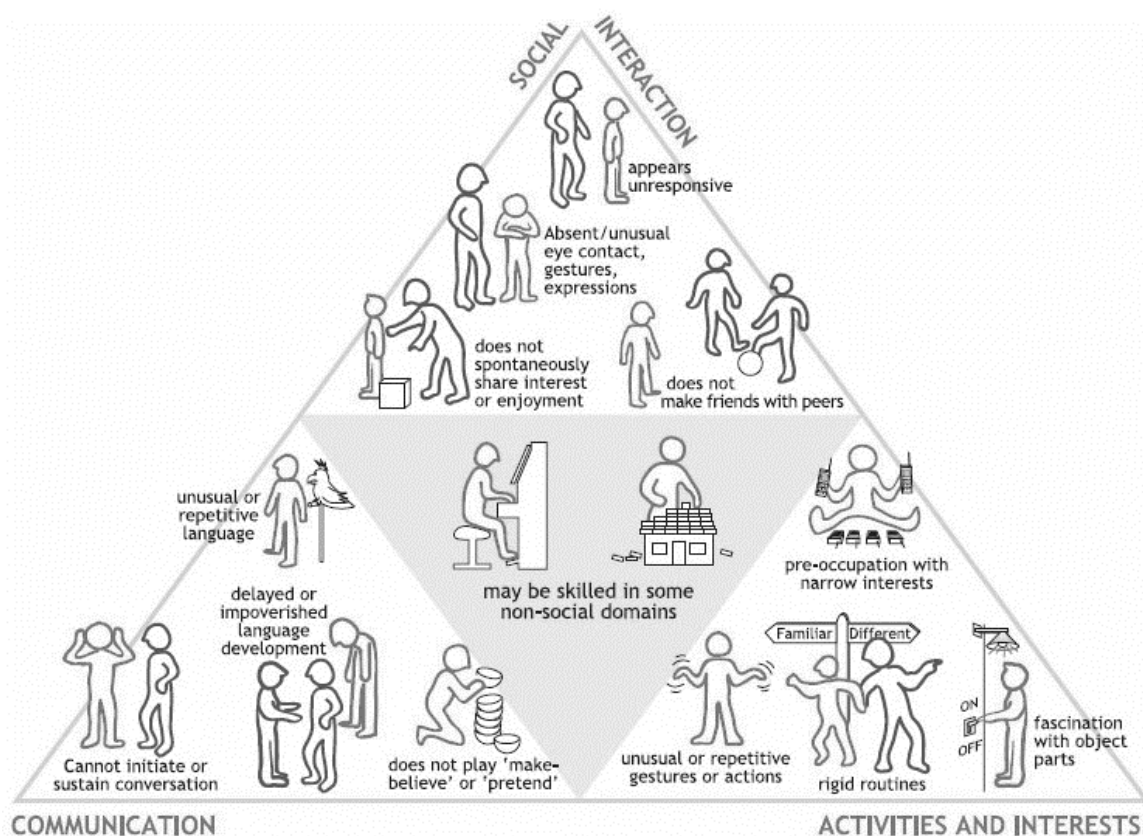 SOCIAL
INTERACTION
appears
unresponsive
Absent/unusual
eye contact,
gestures,
expressions
does not
spontaneously
share interest
or enjoyment
does not
make friends with peers
unusual or
repetitive
language
may be skilled in some
non-social domains
pre-occupation with
narrow interests
delayed or
impoverished
language
development
Familiar
Different
ON
OFF
Cannot initiate or
sustain conversation
does not play 'make-
believe' or 'pretend'
unusual or repetitive
gestures or actions
rigid routines
fascination
with object
parts
COMMUNICATION
ACTIVITIES AND INTERESTS